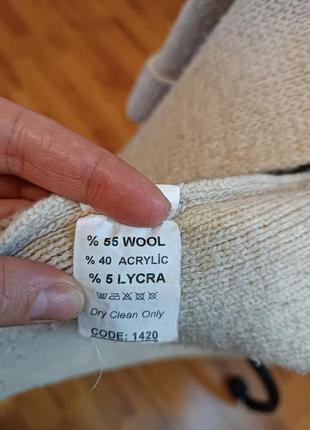 % 55 WOOL
% 40 ACRYLİC
% 5 LYCRA
Dry Clean Only
CODE: 1420